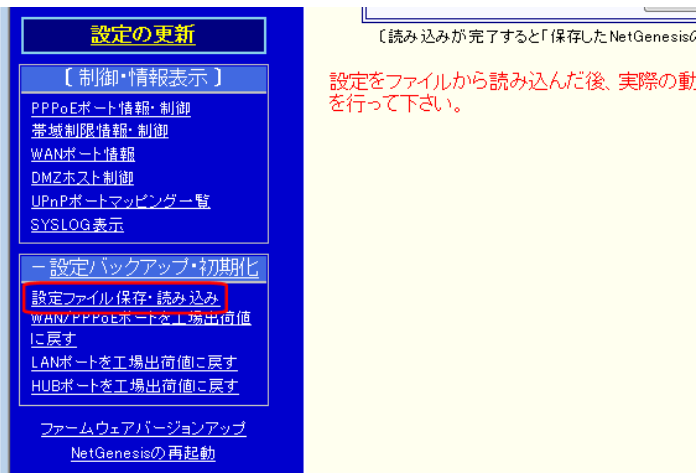 設定の更新
〔制御・情報表示〕
PPPoEポート情報・制御
帯域制限情報・制御
WANポート情報
DMZホスト制御
UPnPポートマッピング一覧
SYSLOG表示
－設定バックアップ・初期化
設定ファイル保存・読み込み
WAN/PPPoEポートを工場出荷値
に戻す
LANポートを工場出荷値に戻す
HUBポートを工場出荷値に戻す
ファームウェアバージョンアップ
NetGenesisの再起動
〔読み込みが完了すると「保存したNetGenesisの
設定をファイルから読み込んだ後、実際の動
を行って下さい。